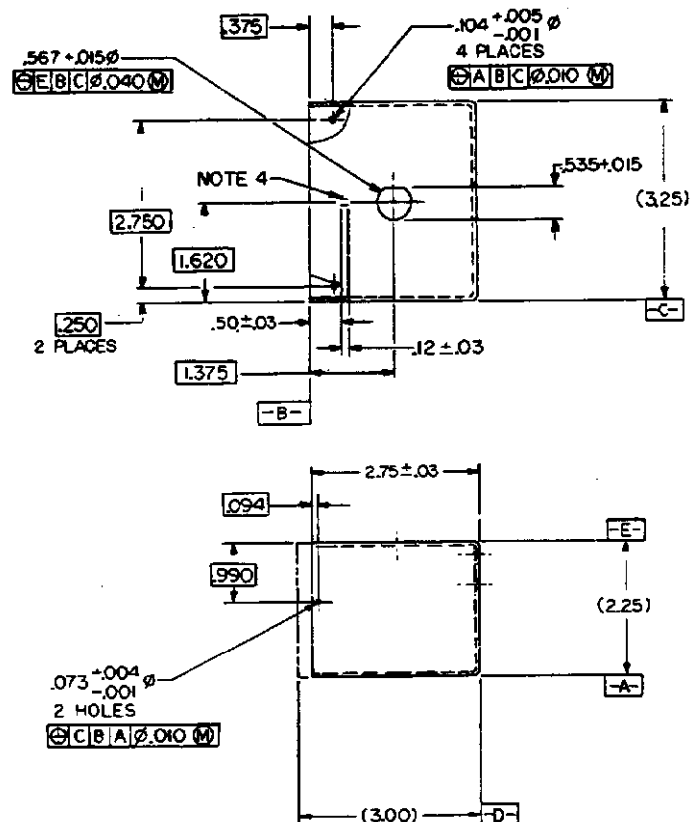 .375
.104 +.005 -.001 ⌀
4 PLACES
⌖ A B C ⌀.010 Ⓜ
.567 +.015⌀
⌖ E B C ⌀.040 Ⓜ
.535+.015
NOTE 4
(3.25)
2.750
1.620
-C-
.250
2 PLACES
.50±.03
.12±.03
1.375
-B-
2.75±.03
.094
-E-
.990
(2.25)
.073 +.004 -.001 ⌀
2 HOLES
⌖ C B A ⌀.010 Ⓜ
-A-
(3.00)
-D-